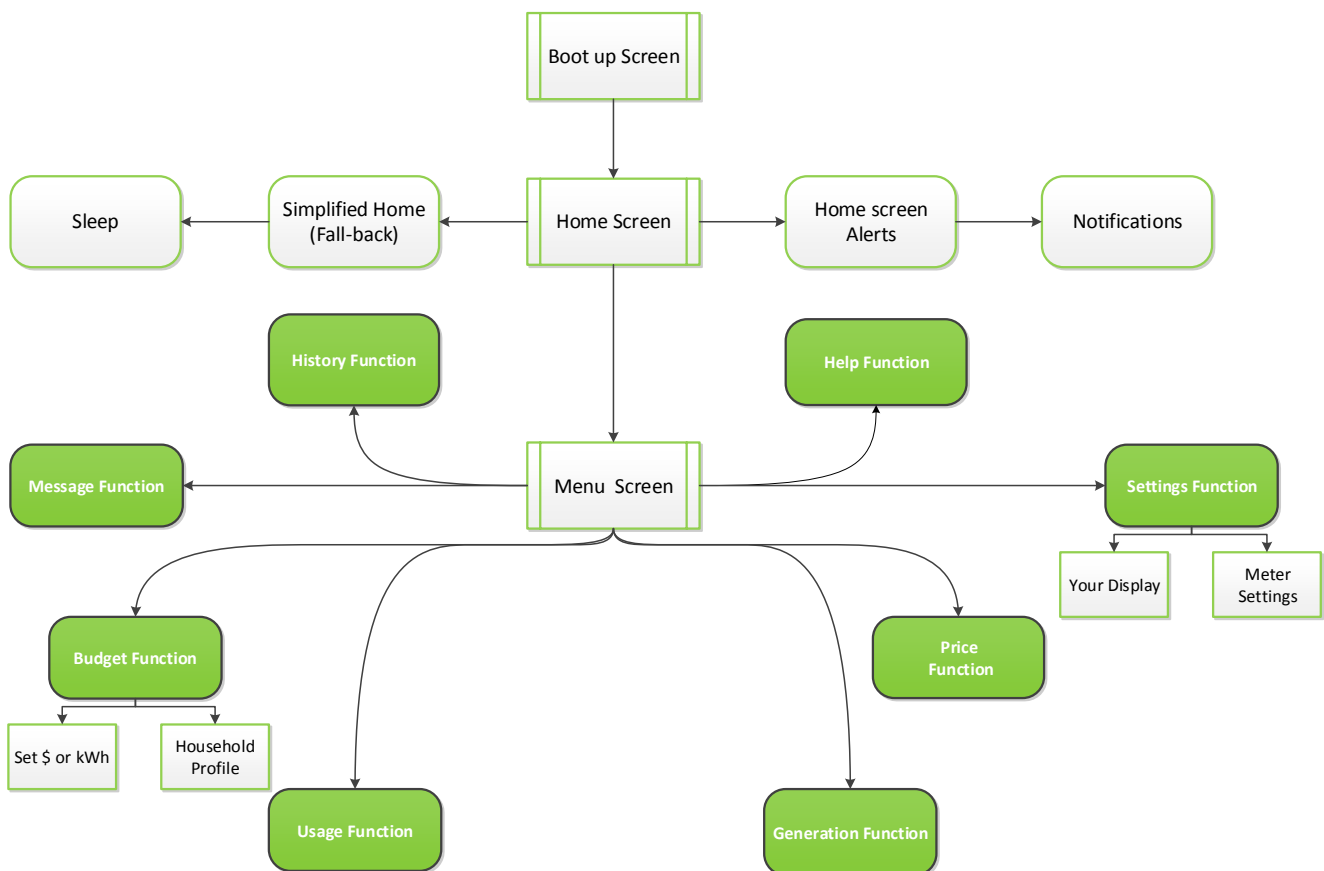 Boot up Screen
Sleep
Simplified Home
(Fall-back)
Home Screen
Home screen
Alerts
Notifications
History Function
Help Function
Message Function
Menu Screen
Settings Function
Your Display
Meter
Settings
Budget Function
Price
Function
Set $ or kWh
Household
Profile
Usage Function
Generation Function